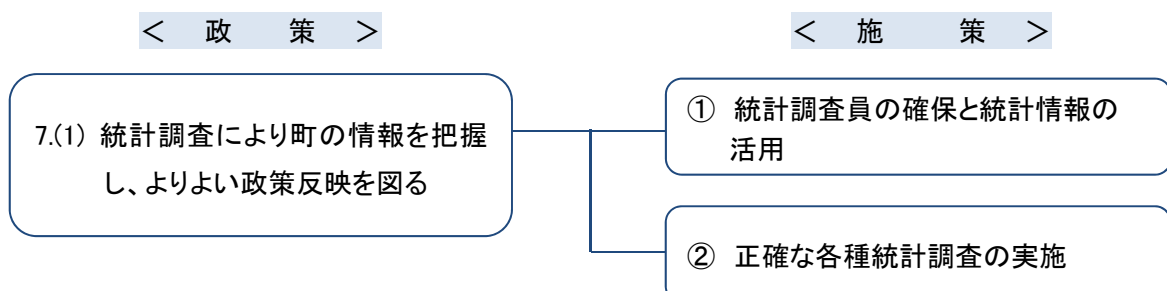 < 政 策 >
< 施 策 >
7.(1) 統計調査により町の情報を把握
し、よりよい政策反映を図る
① 統計調査員の確保と統計情報の
活用
② 正確な各種統計調査の実施